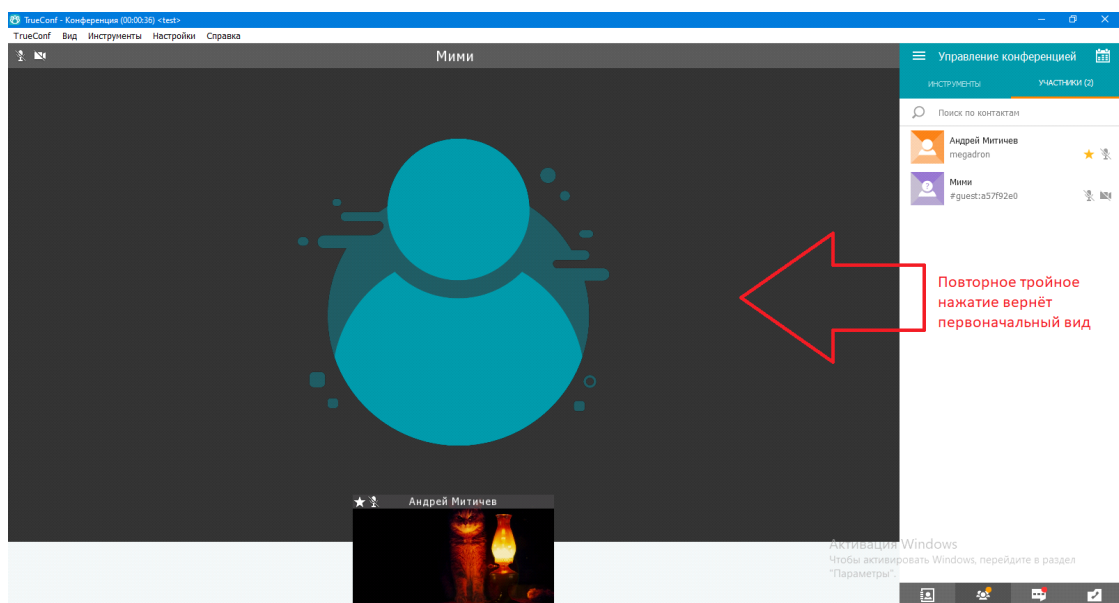 TrueConf - Конференция (00:00:36) <test>
TrueConf Вид Инструменты Настройки Справка
Мими
Управление конференцией
ИНСТРУМЕНТЫ УЧАСТНИКИ (2)
Поиск по контактам
Андрей Митичев
megadron
Мими
#guest:a57f92e0
Повторное тройное
нажатие вернёт
первоначальный вид
Андрей Митичев
Активация Windows
Чтобы активировать Windows, перейдите в раздел
"Параметры".